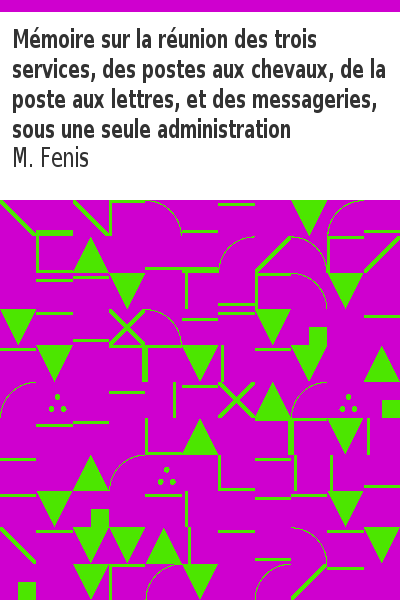 Mémoire sur la réunion des trois
services, des postes aux chevaux, de la
poste aux lettres, et des messageries,
sous une seule administration
M. Fenis